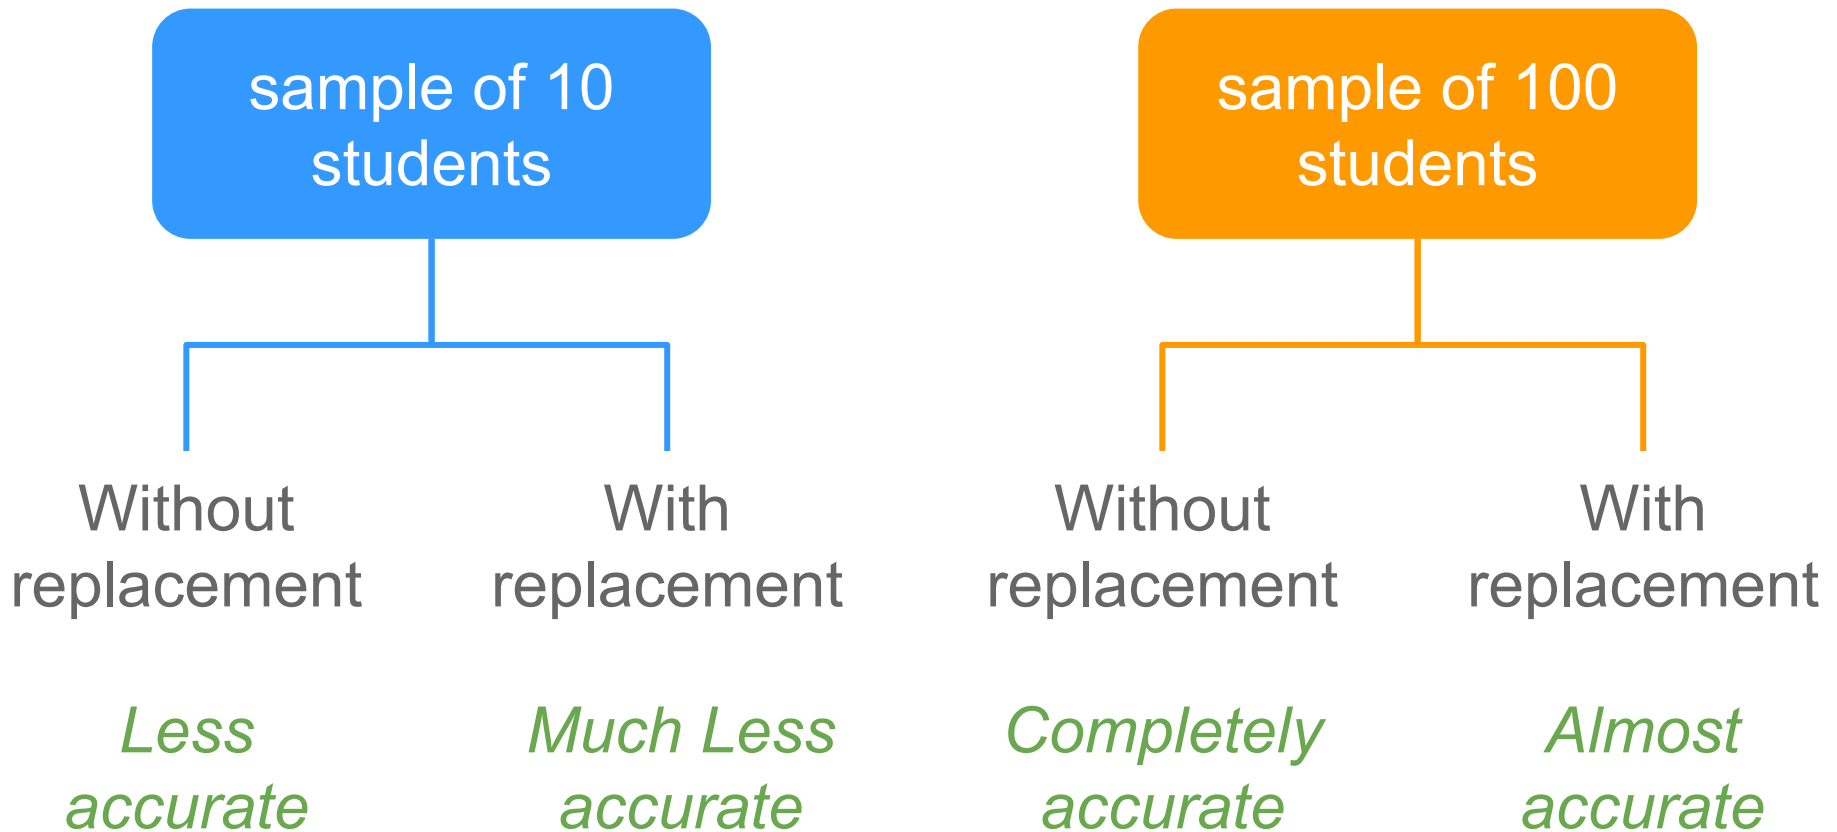 sample of 10
students
sample of 100
students
Without
replacement
With
replacement
Without
replacement
With
replacement
Less
accurate
Much Less
accurate
Completely
accurate
Almost
accurate